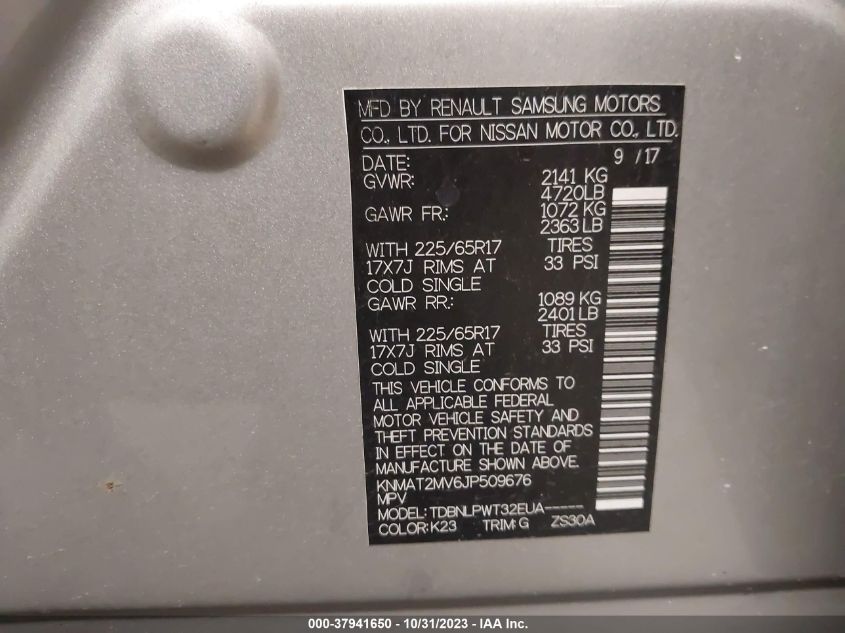 MFD BY RENAULT SAMSUNG MOTORS
CO., LTD. FOR NISSAN MOTOR CO., LTD.
DATE: 9 /17
GVWR: 2141 KG
4720LB
GAWR FR.: 1072 KG
2363 LB
WITH 225/65R17 TIRES
17X7J RIMS AT 33 PSI
COLD SINGLE
GAWR RR.: 1089 KG
2401 LB
WITH 225/65R17 TIRES
17X7J RIMS AT 33 PSI
COLD SINGLE
THIS VEHICLE CONFORMS TO
ALL APPLICABLE FEDERAL
MOTOR VEHICLE SAFETY AND
THEFT PREVENTION STANDARDS
IN EFFECT ON THE DATE OF
MANUFACTURE SHOWN ABOVE.
KNMAT2MV6JP509676
MPV
MODEL: TDBNLPWT32EUA-----
COLOR: K23 TRIM: G ZS30A
000-37941650 - 10/31/2023 - IAA Inc.